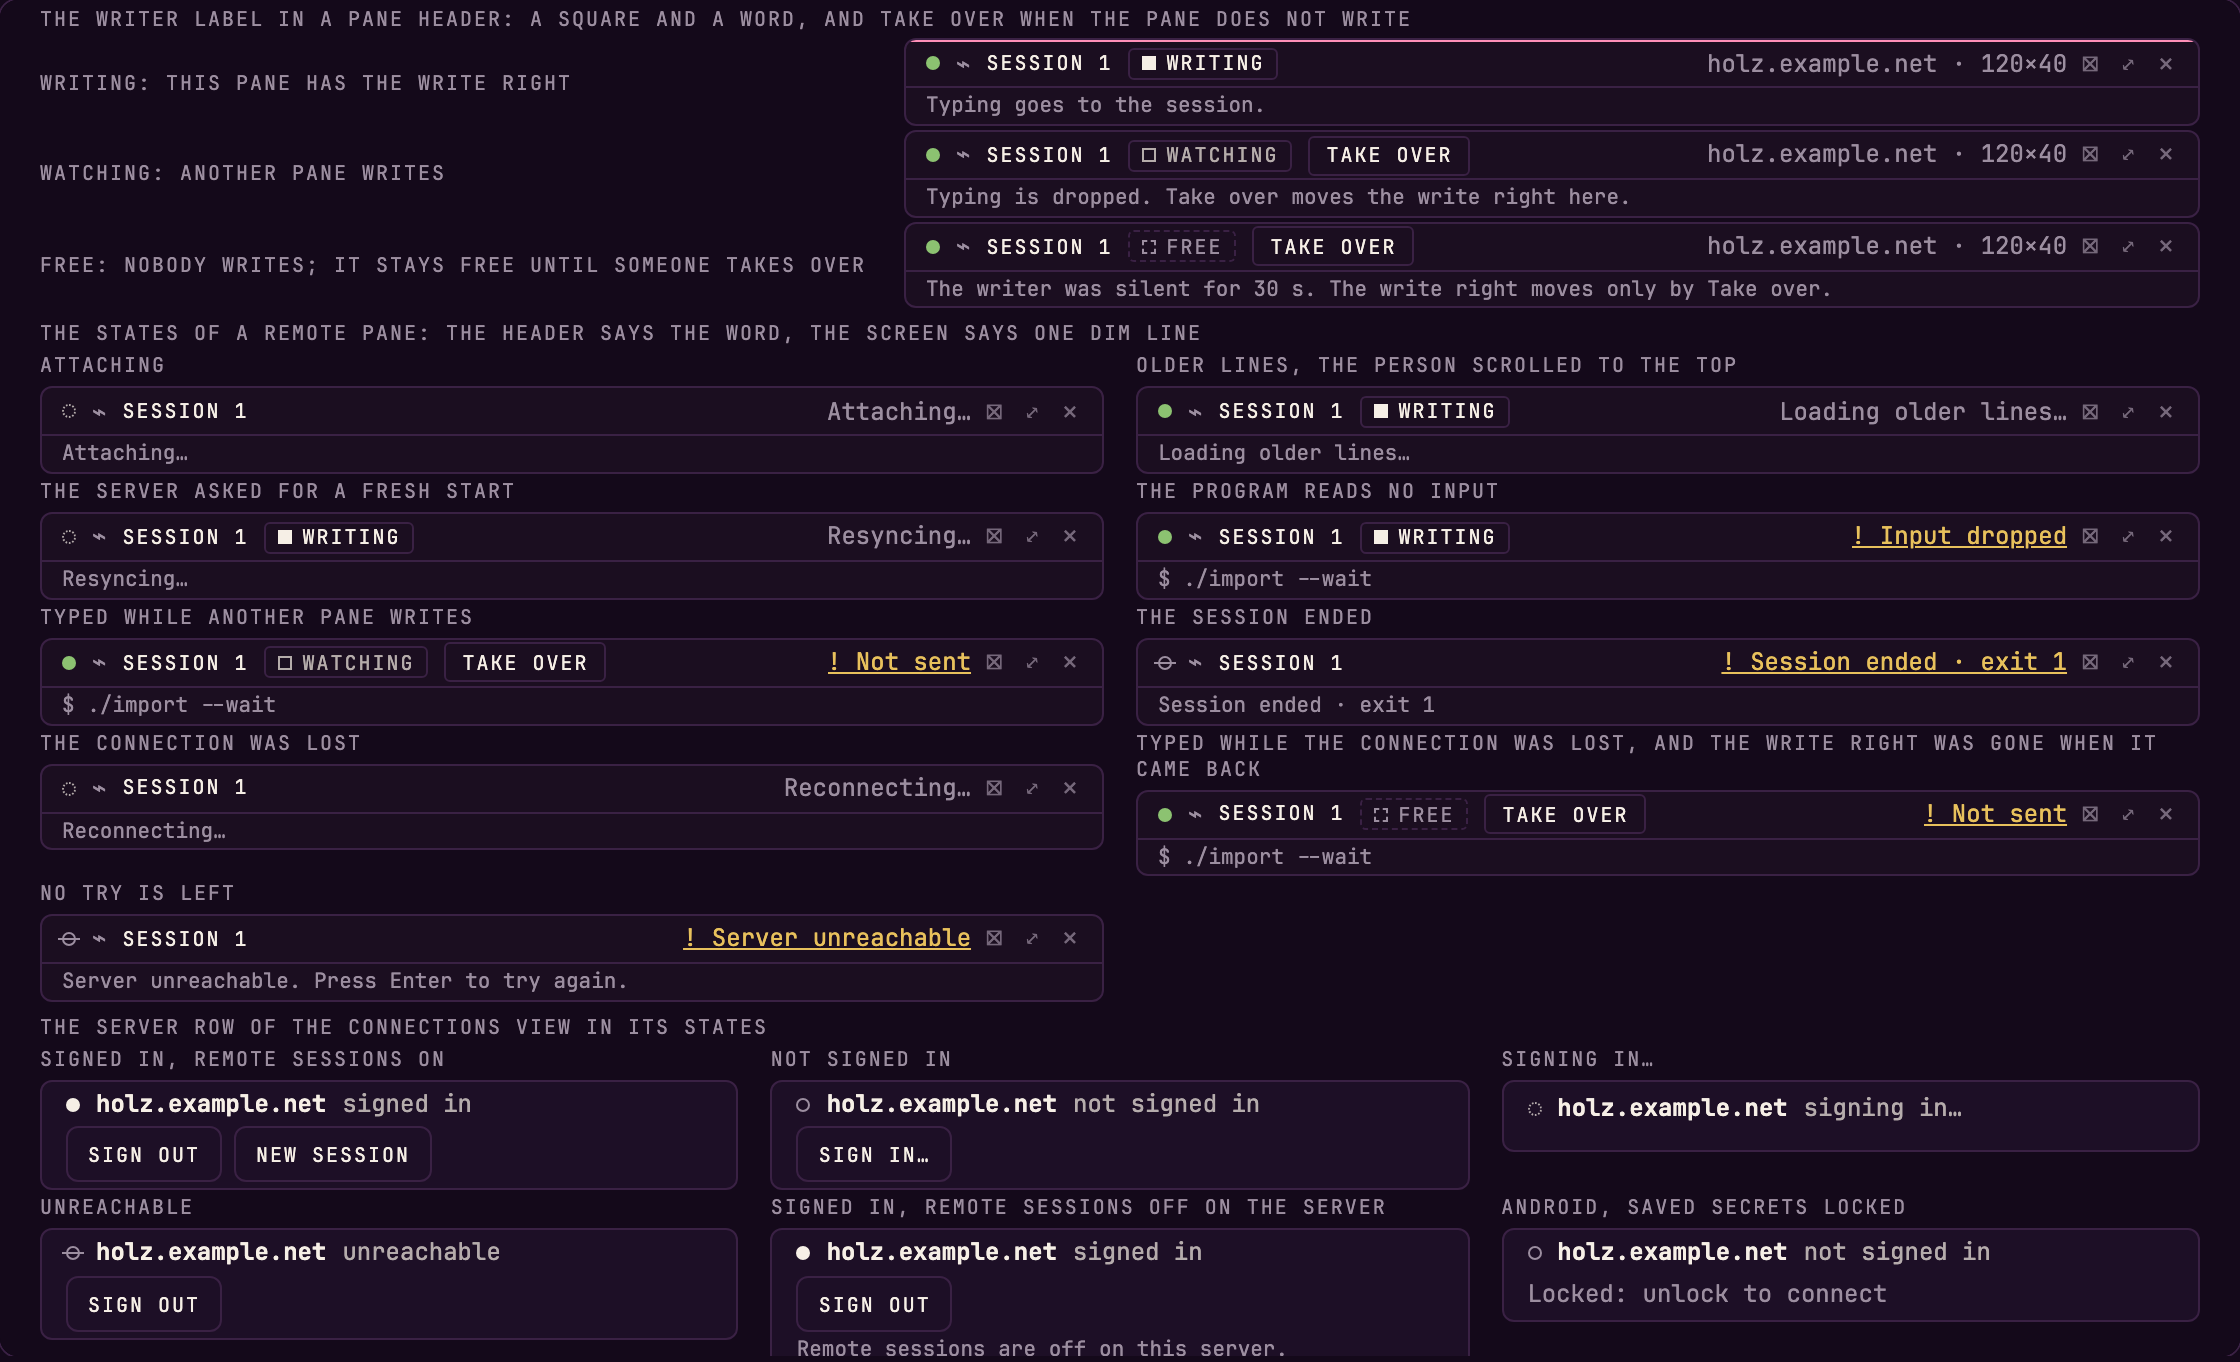 THE WRITER LABEL IN A PANE HEADER: A SQUARE AND A WORD, AND TAKE OVER WHEN THE PANE DOES NOT WRITE
WRITING: THIS PANE HAS THE WRITE RIGHT
SESSION 1 WRITING holz.example.net · 120×40
Typing goes to the session.
WATCHING: ANOTHER PANE WRITES
SESSION 1 WATCHING TAKE OVER holz.example.net · 120×40
Typing is dropped. Take over moves the write right here.
FREE: NOBODY WRITES; IT STAYS FREE UNTIL SOMEONE TAKES OVER
SESSION 1 FREE TAKE OVER holz.example.net · 120×40
The writer was silent for 30 s. The write right moves only by Take over.
THE STATES OF A REMOTE PANE: THE HEADER SAYS THE WORD, THE SCREEN SAYS ONE DIM LINE
ATTACHING
SESSION 1 Attaching…
Attaching…
OLDER LINES, THE PERSON SCROLLED TO THE TOP
SESSION 1 WRITING Loading older lines…
Loading older lines…
THE SERVER ASKED FOR A FRESH START
SESSION 1 WRITING Resyncing…
Resyncing…
THE PROGRAM READS NO INPUT
SESSION 1 WRITING ! Input dropped
$ ./import --wait
TYPED WHILE ANOTHER PANE WRITES
SESSION 1 WATCHING TAKE OVER ! Not sent
$ ./import --wait
THE SESSION ENDED
SESSION 1 ! Session ended · exit 1
Session ended · exit 1
THE CONNECTION WAS LOST
SESSION 1 Reconnecting…
Reconnecting…
TYPED WHILE THE CONNECTION WAS LOST, AND THE WRITE RIGHT WAS GONE WHEN IT
CAME BACK
SESSION 1 FREE TAKE OVER ! Not sent
$ ./import --wait
NO TRY IS LEFT
SESSION 1 ! Server unreachable
Server unreachable. Press Enter to try again.
THE SERVER ROW OF THE CONNECTIONS VIEW IN ITS STATES
SIGNED IN, REMOTE SESSIONS ON
holz.example.net signed in
SIGN OUT NEW SESSION
NOT SIGNED IN
holz.example.net not signed in
SIGN IN…
SIGNING IN…
holz.example.net signing in…
UNREACHABLE
holz.example.net unreachable
SIGN OUT
SIGNED IN, REMOTE SESSIONS OFF ON THE SERVER
holz.example.net signed in
SIGN OUT
Remote sessions are off on this server.
ANDROID, SAVED SECRETS LOCKED
holz.example.net not signed in
Locked: unlock to connect